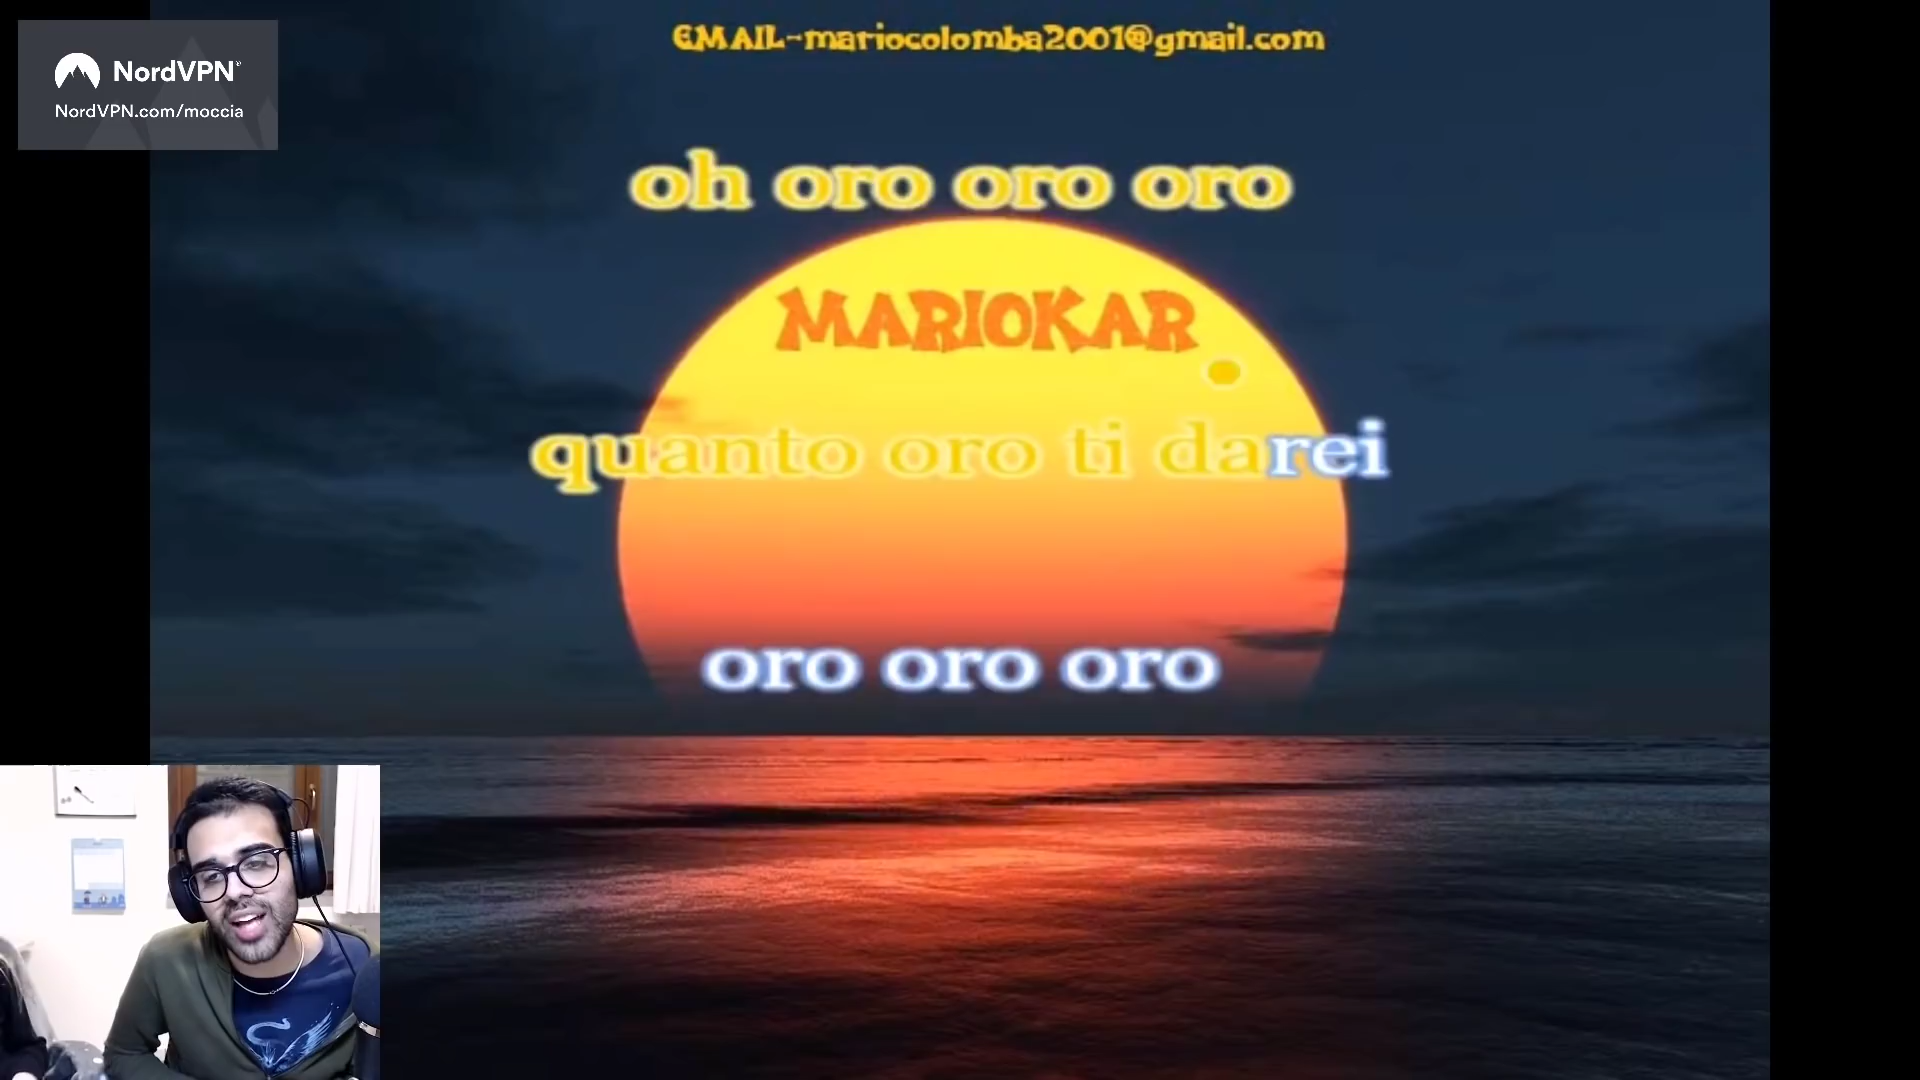 EMAIL-mariocolomba2001@gmail.com
NordVPN®
NordVPN.com/moccia
oh oro oro oro
MARIOKAR
quanto oro ti darei
oro oro oro